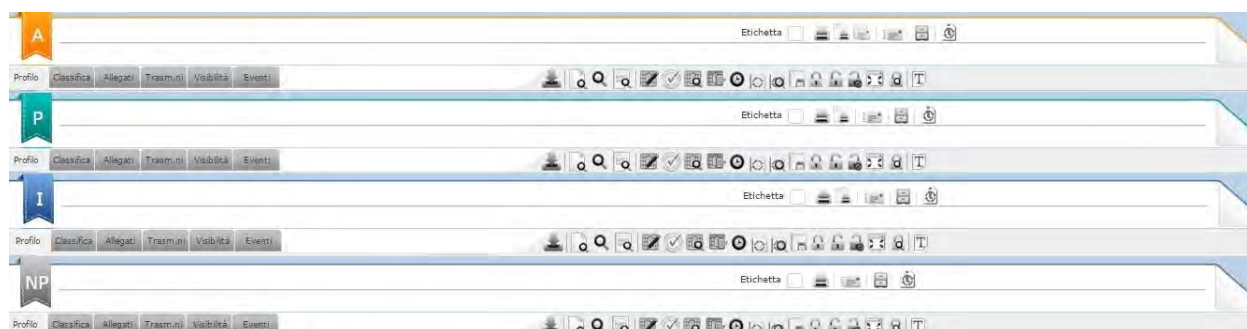 A Etichetta
Profilo Classifica Allegati Trasm.ni Visibilità Eventi T
P Etichetta
Profilo Classifica Allegati Trasm.ni Visibilità Eventi T
I Etichetta
Profilo Classifica Allegati Trasm.ni Visibilità Eventi T
NP Etichetta
Profilo Classifica Allegati Trasm.ni Visibilità Eventi T